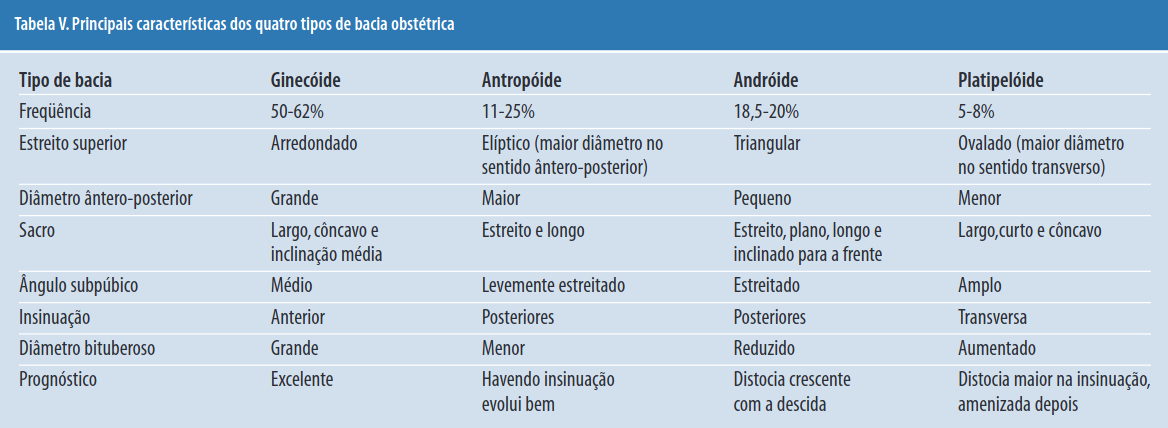 Tabela V. Principais características dos quatro tipos de bacia obstétrica
Tipo de bacia Ginecóide Antropóide Andróide Platipelóide
Freqüência 50-62% 11-25% 18,5-20% 5-8%
Estreito superior Arredondado Elíptico (maior diâmetro no Triangular Ovalado (maior diâmetro
sentido ântero-posterior) no sentido transverso)
Diâmetro ântero-posterior Grande Maior Pequeno Menor
Sacro Largo, côncavo e Estreito e longo Estreito, plano, longo e Largo,curto e côncavo
inclinação média inclinado para a frente
Ângulo subpúbico Médio Levemente estreitado Estreitado Amplo
Insinuação Anterior Posteriores Posteriores Transversa
Diâmetro bituberoso Grande Menor Reduzido Aumentado
Prognóstico Excelente Havendo insinuação Distocia crescente Distocia maior na insinuação,
evolui bem com a descida amenizada depois